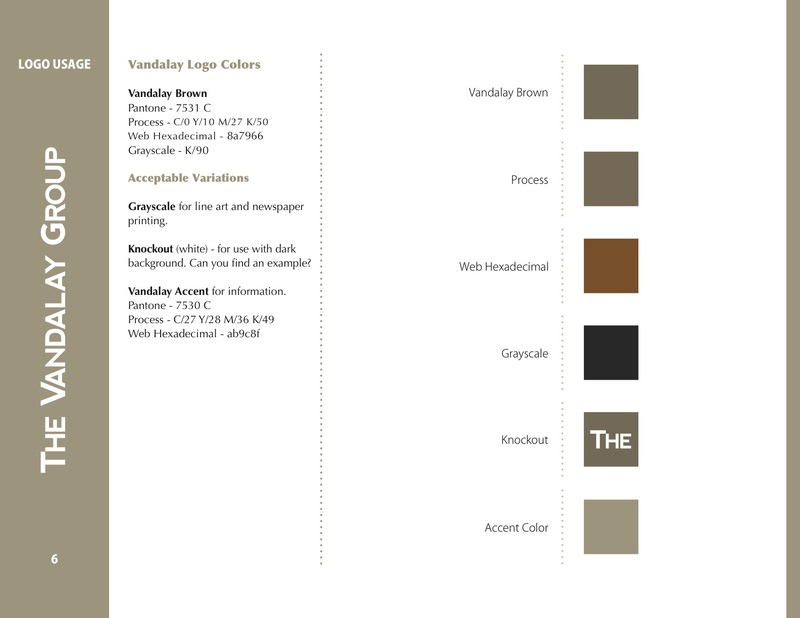 LOGO USAGE
THE VANDALAY GROUP
6
Vandalay Logo Colors
Vandalay Brown
Pantone - 7531 C
Process - C/0 Y/10 M/27 K/50
Web Hexadecimal - 8a7966
Grayscale - K/90
Acceptable Variations
Grayscale for line art and newspaper
printing.
Knockout (white) - for use with dark
background. Can you find an example?
Vandalay Accent for information.
Pantone - 7530 C
Process - C/27 Y/28 M/36 K/49
Web Hexadecimal - ab9c8f
Vandalay Brown
Process
Web Hexadecimal
Grayscale
Knockout
THE
Accent Color